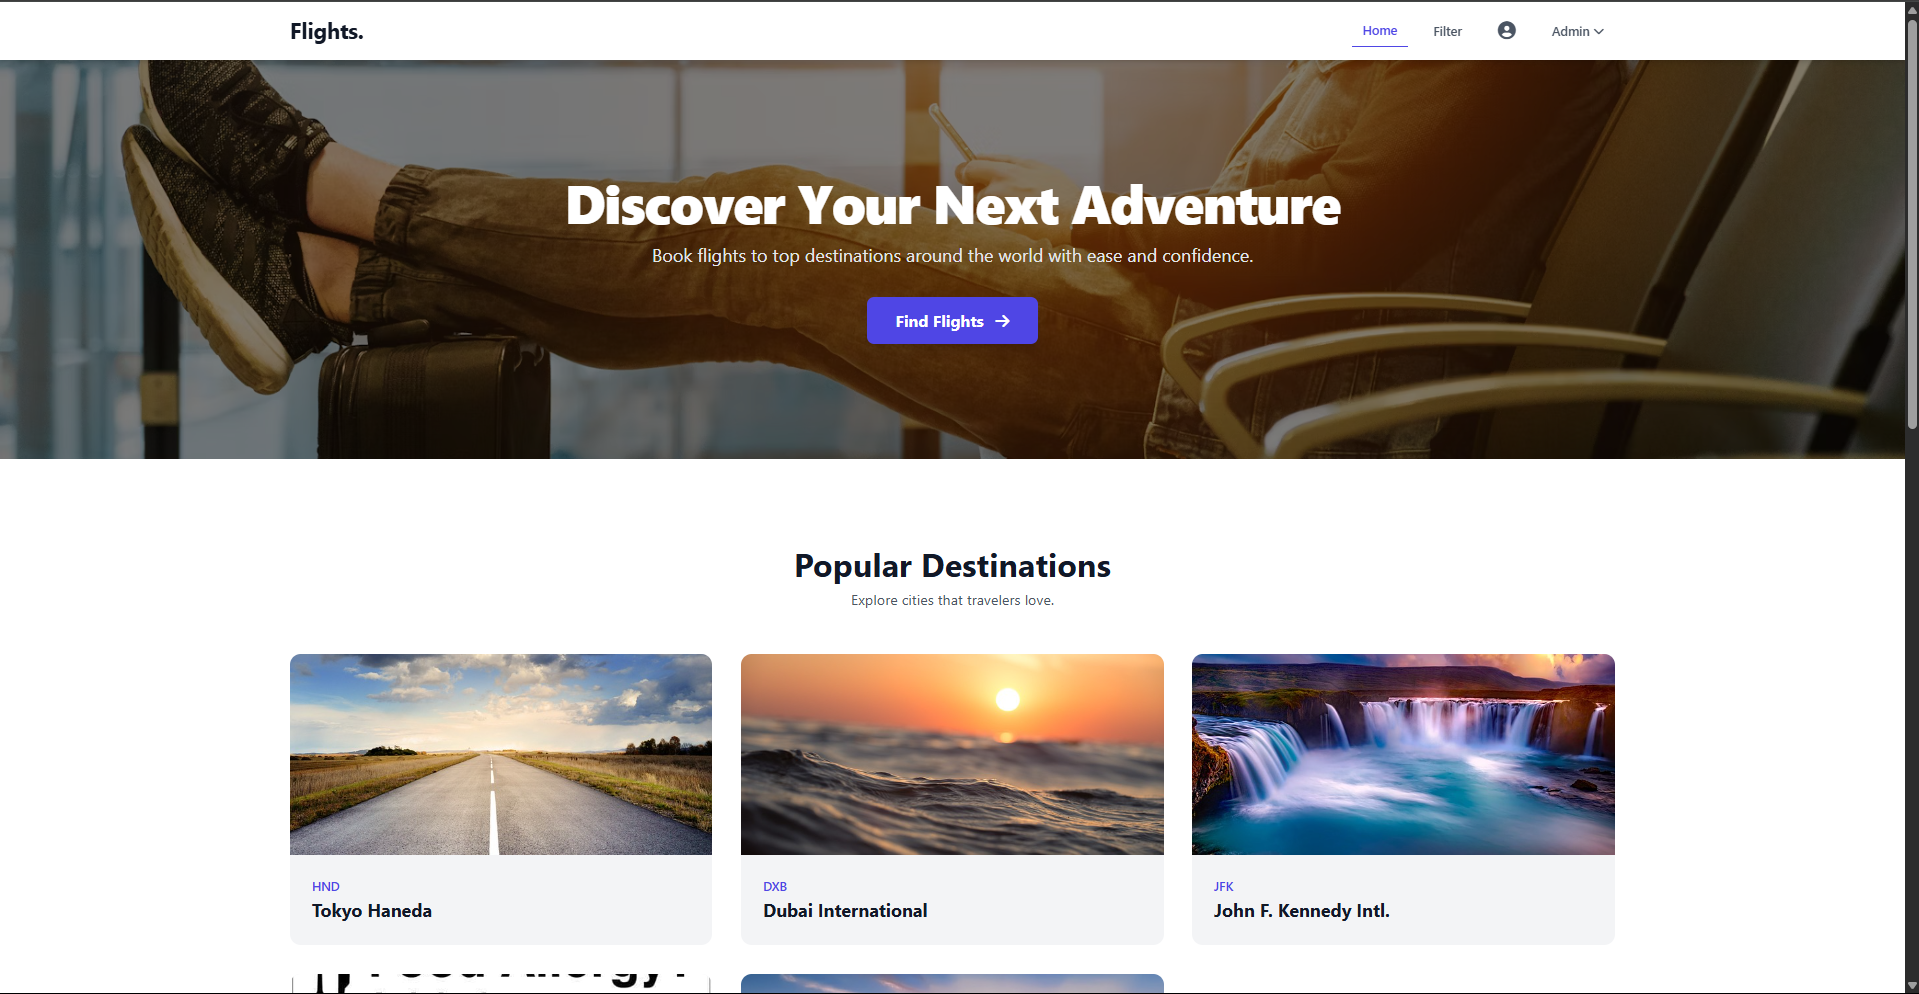 Flights.
Home
Filter
Admin
Discover Your Next Adventure
Book flights to top destinations around the world with ease and confidence.
Find Flights
Popular Destinations
Explore cities that travelers love.
HND
Tokyo Haneda
DXB
Dubai International
JFK
John F. Kennedy Intl.
Food Allergy